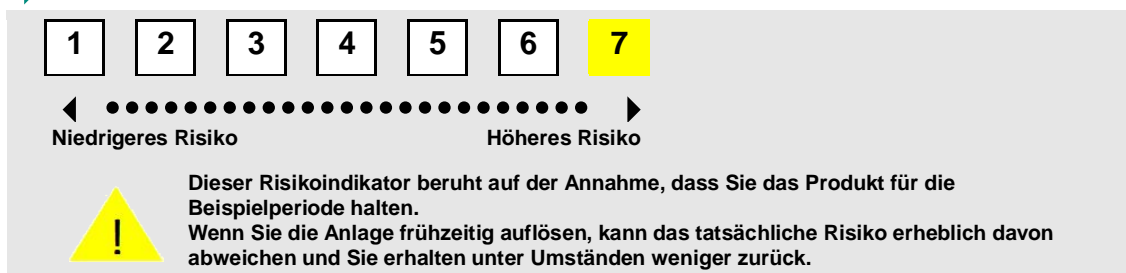 1 2 3 4 5 6 7
Niedrigeres Risiko Höheres Risiko
Dieser Risikoindikator beruht auf der Annahme, dass Sie das Produkt für die
Beispielperiode halten.
! Wenn Sie die Anlage frühzeitig auflösen, kann das tatsächliche Risiko erheblich davon
abweichen und Sie erhalten unter Umständen weniger zurück.